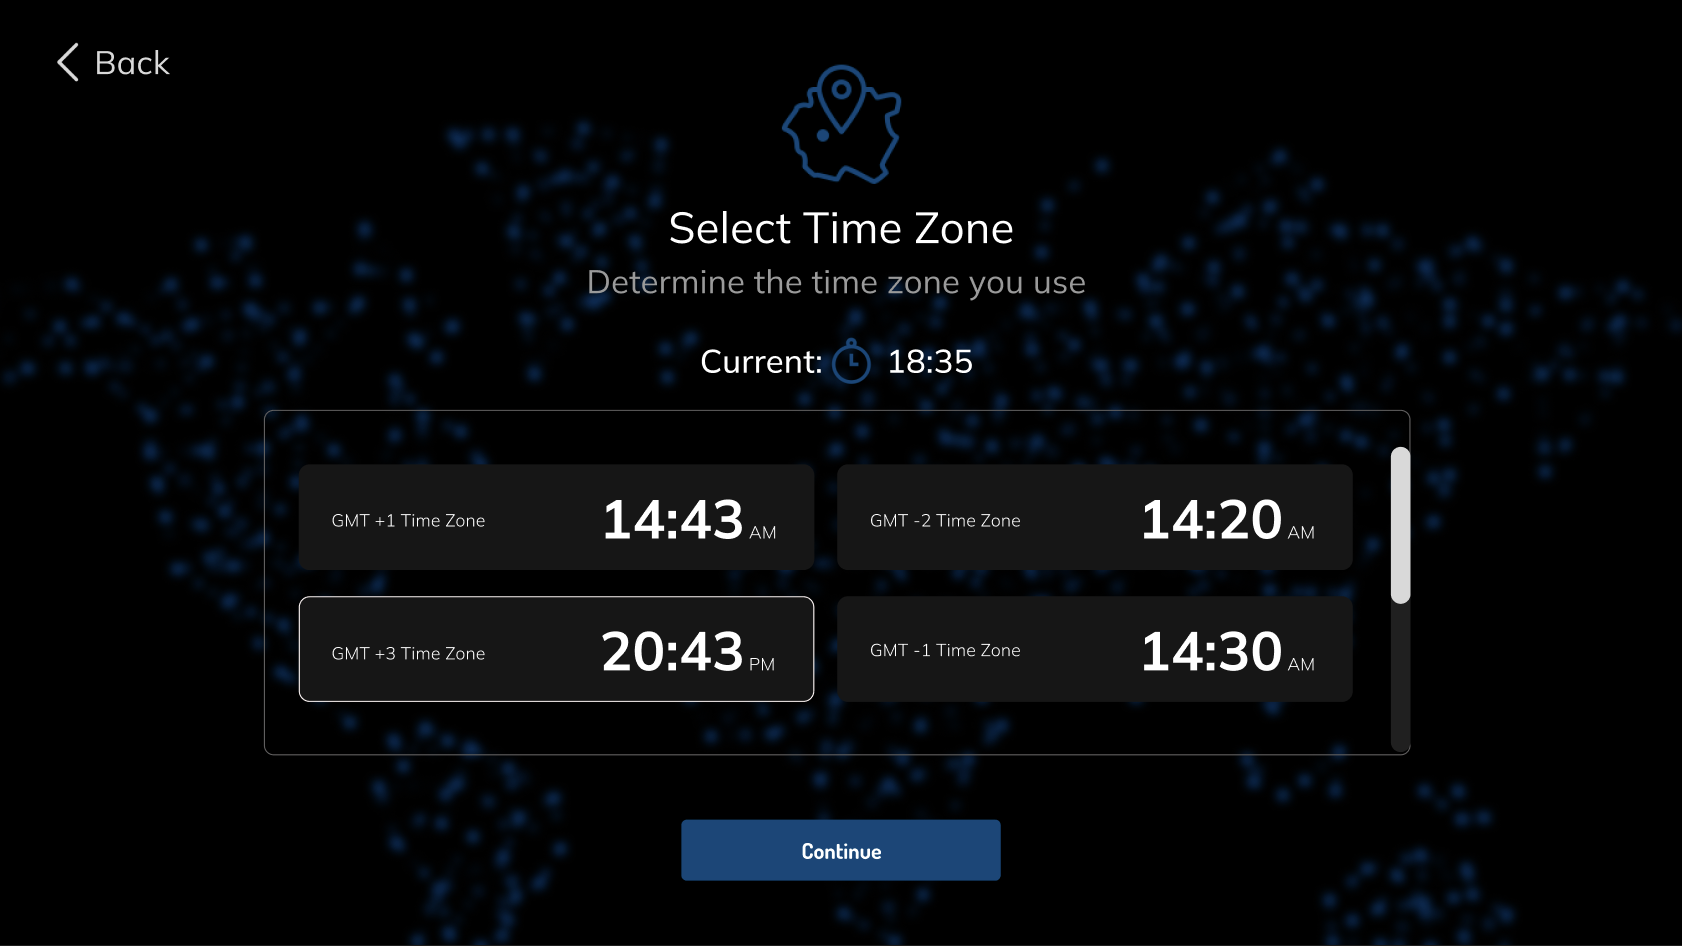 Back
Select Time Zone
Determine the time zone you use
Current: 18:35
GMT +1 Time Zone 14:43 AM
GMT -2 Time Zone 14:20 AM
GMT +3 Time Zone 20:43 PM
GMT -1 Time Zone 14:30 AM
Continue